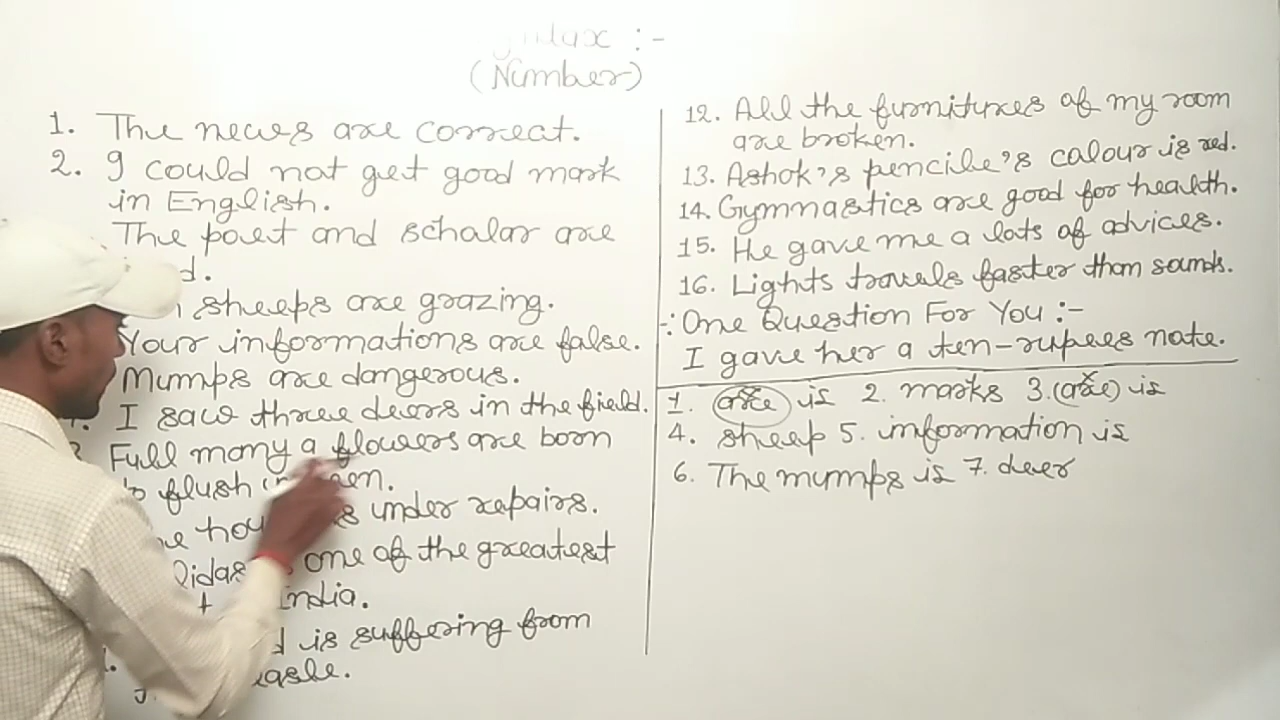 :-
(Number)
1. The news are correct.
2. I could not get good mark
in English.
The poet and scholar are
d.
sheeps are grazing.
Your informations are false.
Mumps are dangerous.
I saw three deers in the field.
Full many a flowers are born
to flush
under repairs.
one of the greatest
India.
is suffering from
12. All the furnitures of my room
are broken.
13. Ashok's pencile's colour is red.
14. Gymnastics are good for health.
15. He gave me a lots of advices.
16. Lights travels faster than sounds.
One Question For You :-
I gave her a ten-rupees note.
1. are is 2. marks 3. (are) is
4. sheep 5. information is
6. The mumps is 7. deer